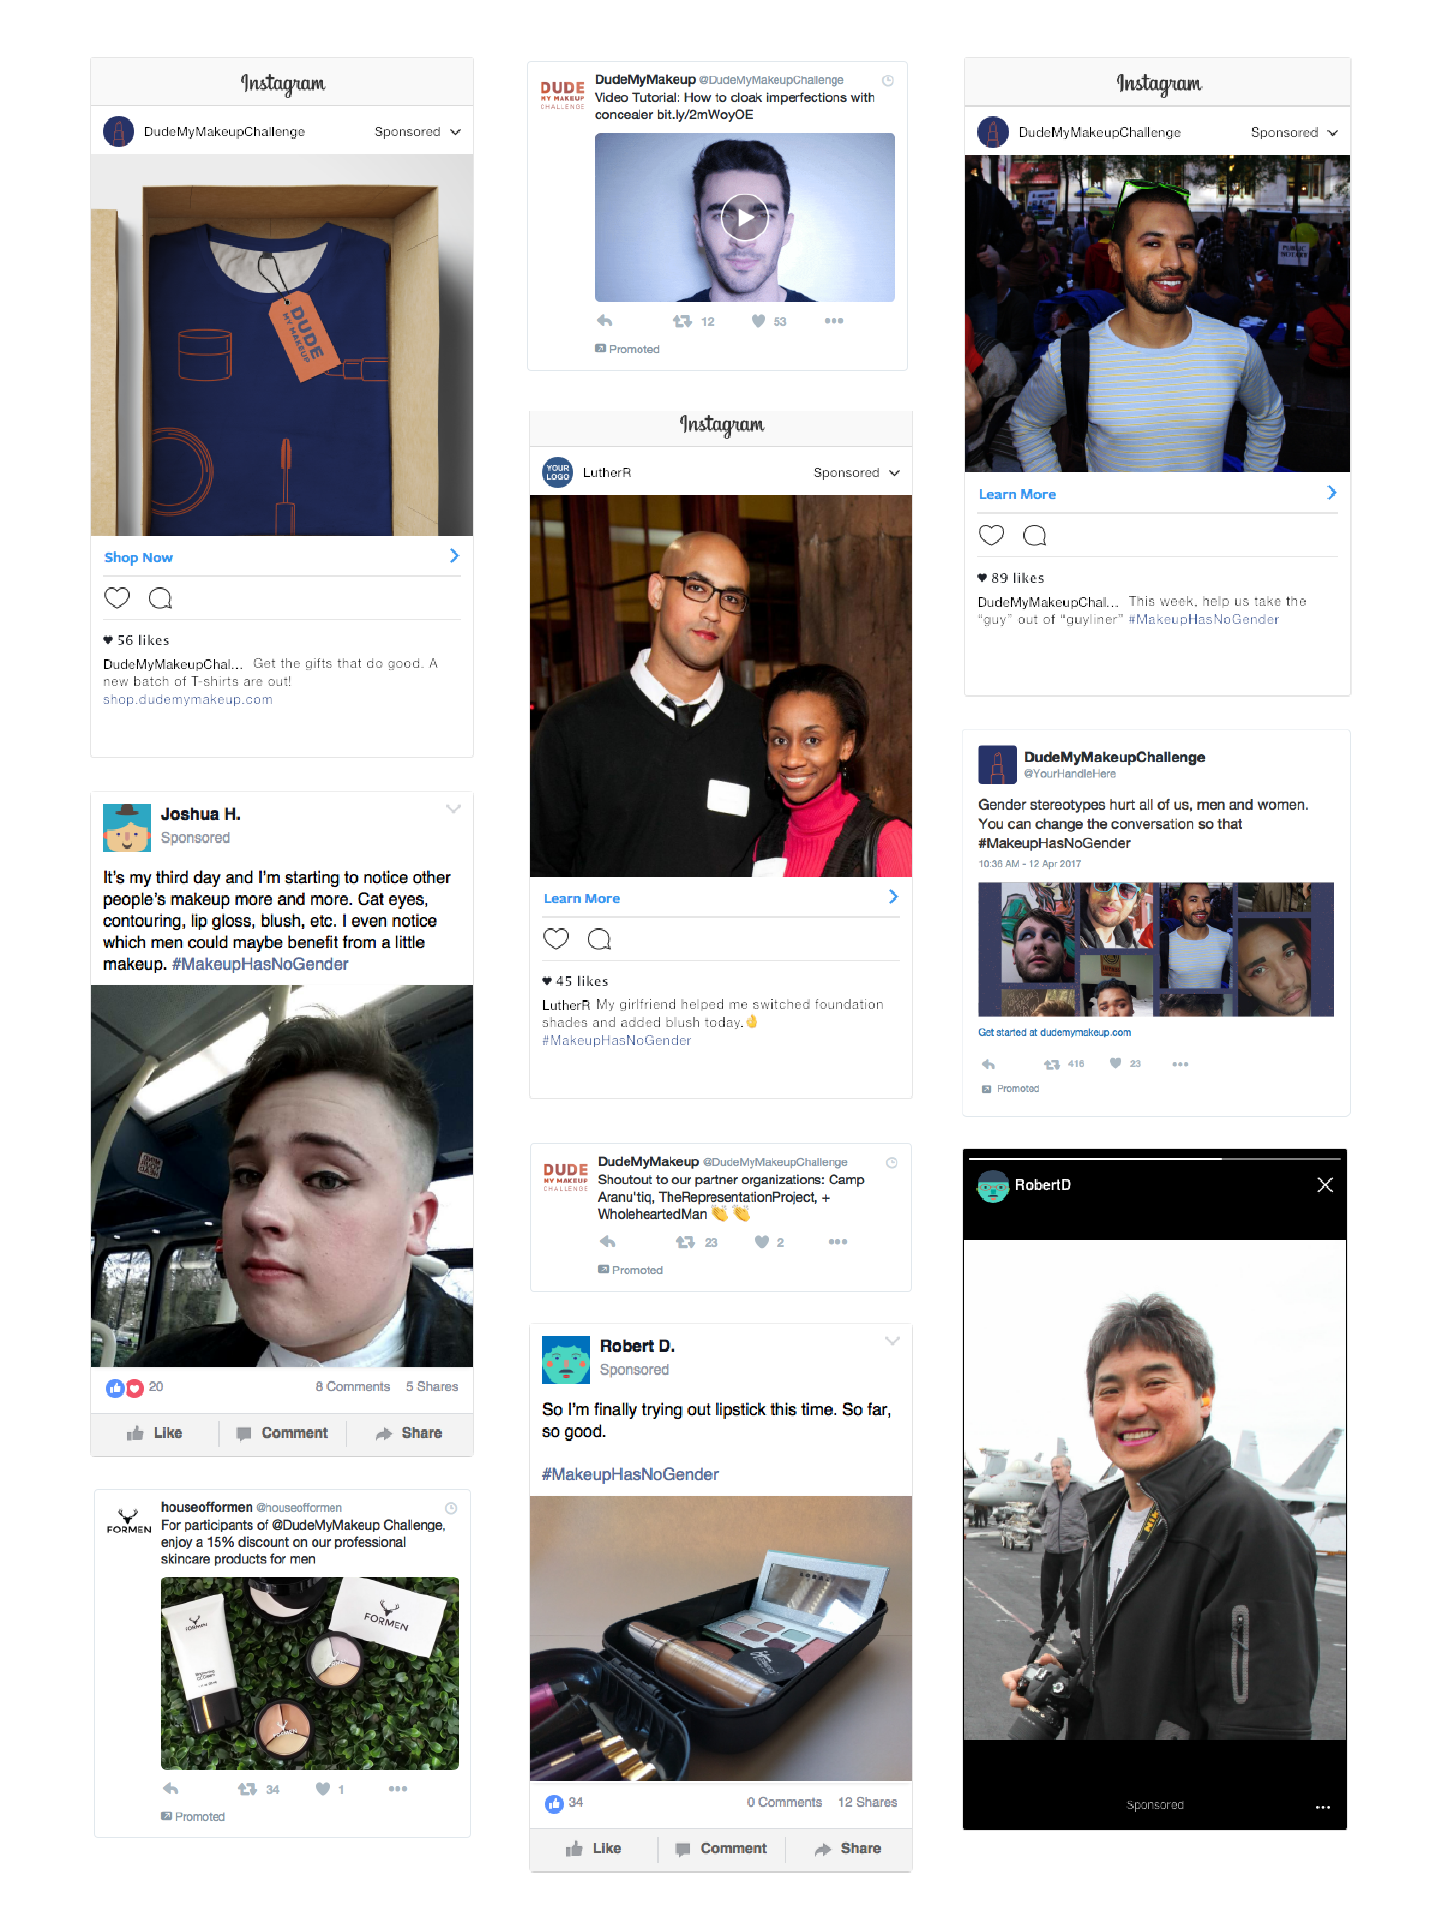 Instagram
DudeMyMakeupChallenge Sponsored
DUDE
MY MAKEUP
Shop Now
56 likes
DudeMyMakeupChal... Get the gifts that do good. A
new batch of T-shirts are out!
shop.dudemymakeup.com
Joshua H.
Sponsored
It's my third day and I'm starting to notice other
people's makeup more and more. Cat eyes,
contouring, lip gloss, blush, etc. I even notice
which men could maybe benefit from a little
makeup. #MakeupHasNoGender
20 8 Comments 5 Shares
Like Comment Share
FORMEN
houseofformen @houseofformen
For participants of @DudeMyMakeup Challenge,
enjoy a 15% discount on our professional
skincare products for men
FORMEN
FORMEN
34 1
Promoted
DUDE
MY MAKEUP
CHALLENGE
DudeMyMakeup @DudeMyMakeupChallenge
Video Tutorial: How to cloak imperfections with
concealer bit.ly/2mWoyOE
12 53
Promoted
Instagram
YOUR
LOGO
LutherR Sponsored
Learn More
45 likes
LutherR My girlfriend helped me switched foundation
shades and added blush today.👌
#MakeupHasNoGender
DUDE
MY MAKEUP
CHALLENGE
DudeMyMakeup @DudeMyMakeupChallenge
Shoutout to our partner organizations: Camp
Aranu'tiq, TheRepresentationProject, +
WholeheartedMan 👏 👏
23 2
Promoted
Robert D.
Sponsored
So I'm finally trying out lipstick this time. So far,
so good.
#MakeupHasNoGender
34 0 Comments 12 Shares
Like Comment Share
Instagram
DudeMyMakeupChallenge Sponsored
PUBLIC
Learn More
89 likes
DudeMyMakeupChal... This week, help us take the
"guy" out of "guyliner" #MakeupHasNoGender
DudeMyMakeupChallenge
@YourHandleHere
Gender stereotypes hurt all of us, men and women.
You can change the conversation so that
#MakeupHasNoGender
10:36 AM - 12 Apr 2017
Get started at dudemymakeup.com
416 23
Promoted
RobertD
NIK
Sponsored